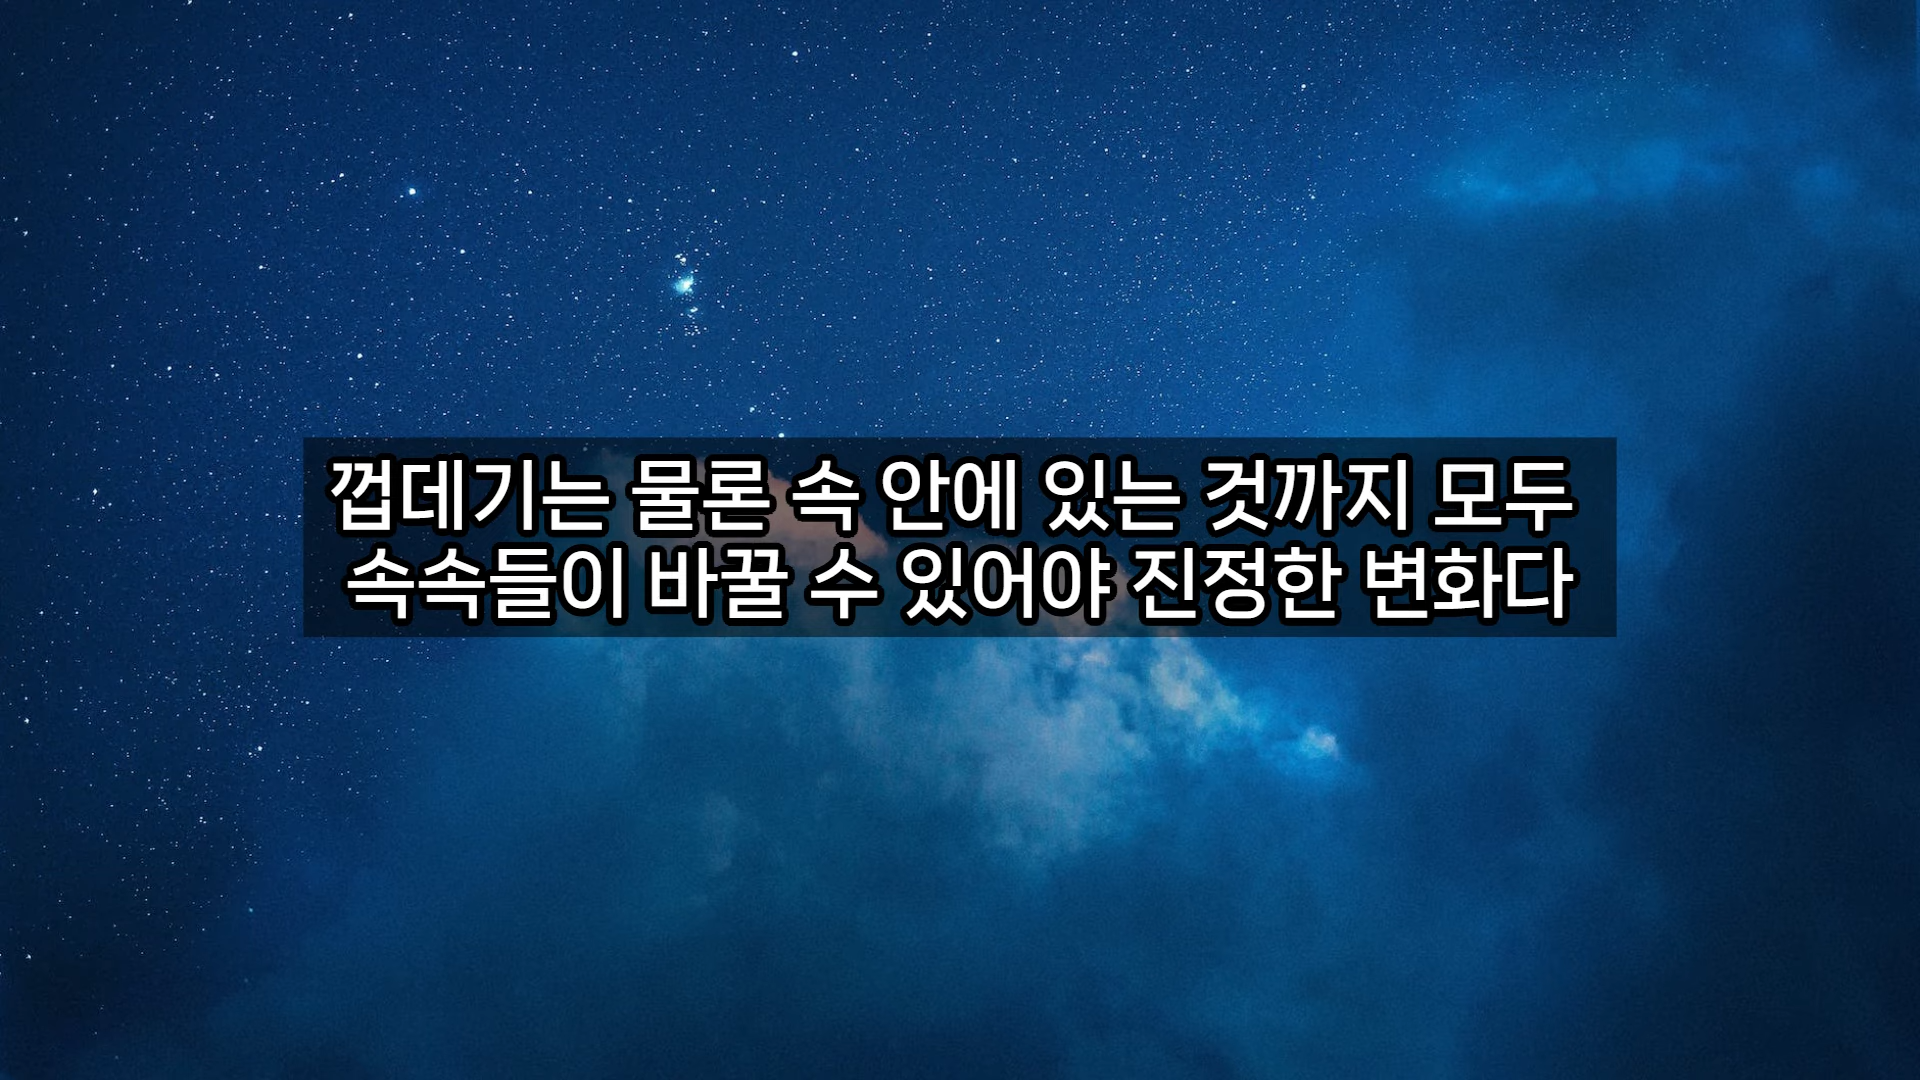 껍데기는 물론 속 안에 있는 것까지 모두
속속들이 바꿀 수 있어야 진정한 변화다